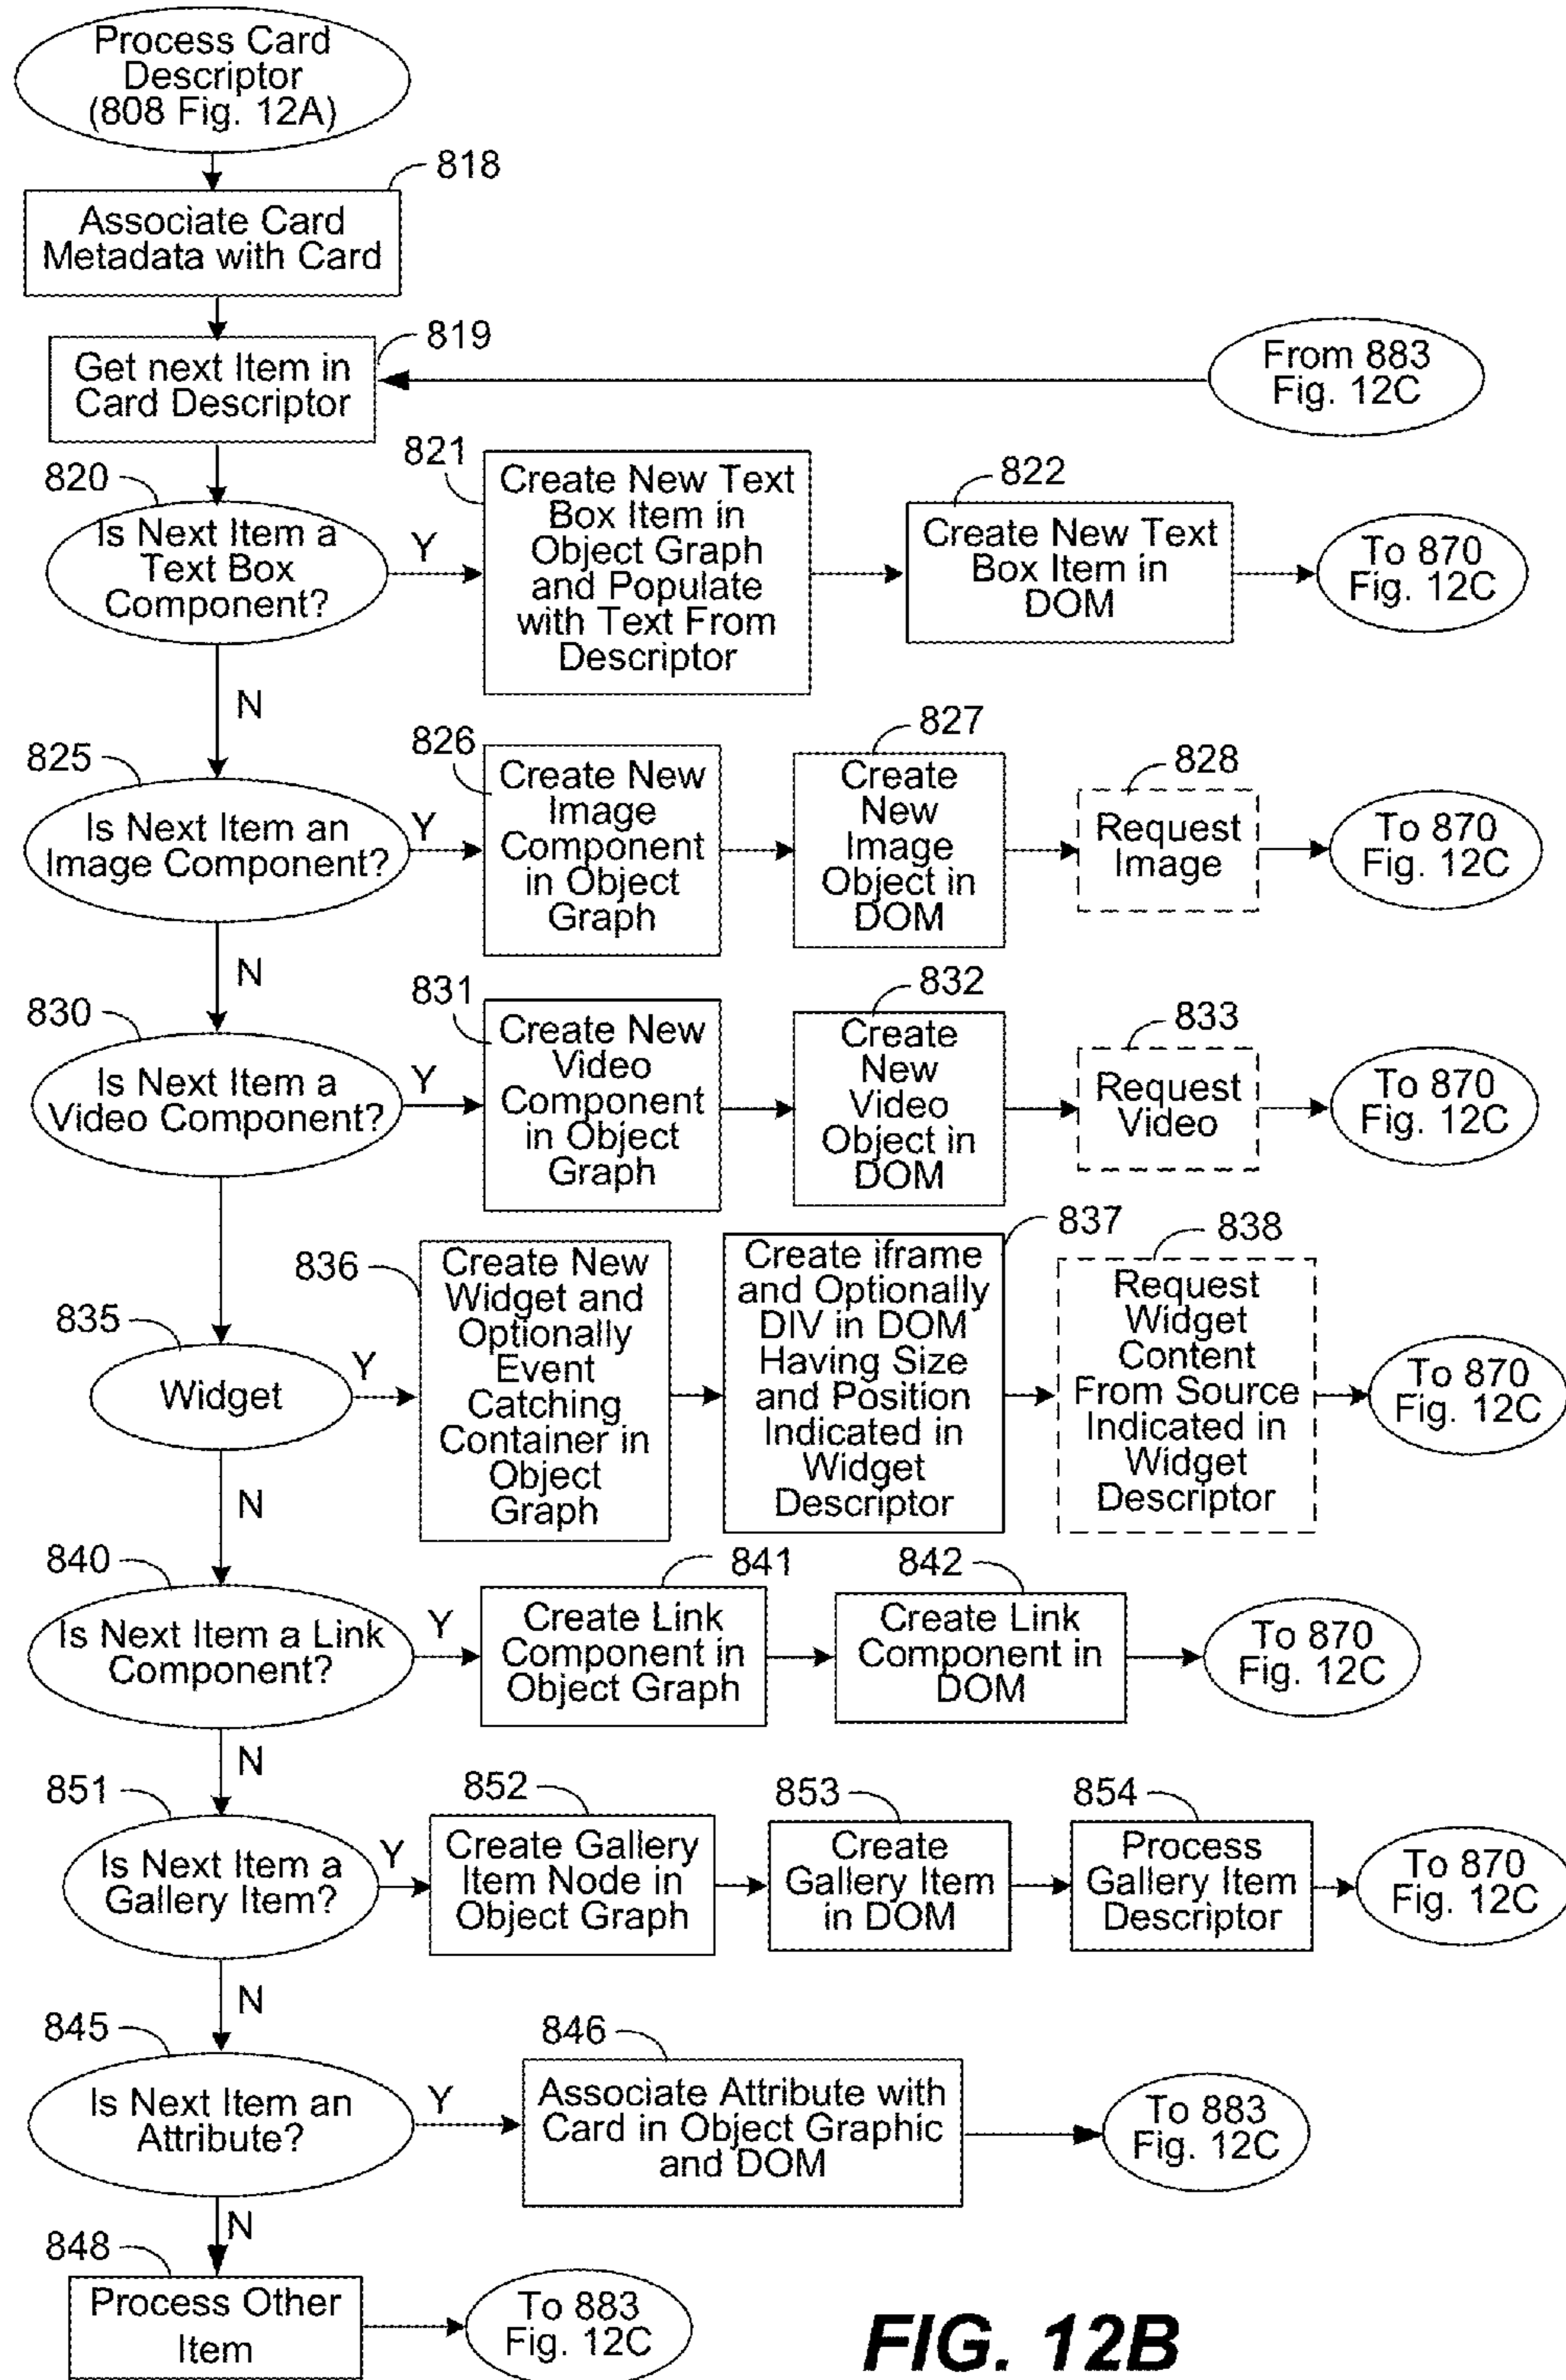 Process Card
Descriptor
(808 Fig. 12A)
818
Associate Card
Metadata with Card
819
Get next Item in
Card Descriptor
From 883
Fig. 12C
820
Is Next Item a
Text Box
Component?
Y
821
Create New Text
Box Item in
Object Graph
and Populate
with Text From
Descriptor
822
Create New Text
Box Item in
DOM
To 870
Fig. 12C
N
825
Is Next Item an
Image Component?
Y
826
Create New
Image
Component
in Object
Graph
827
Create
New
Image
Object in
DOM
828
Request
Image
To 870
Fig. 12C
N
830
Is Next Item a
Video Component?
Y
831
Create New
Video
Component
in Object
Graph
832
Create
New
Video
Object in
DOM
833
Request
Video
To 870
Fig. 12C
835
Widget
Y
836
Create New
Widget and
Optionally
Event
Catching
Container in
Object
Graph
837
Create iframe
and Optionally
DIV in DOM
Having Size
and Position
Indicated in
Widget
Descriptor
838
Request
Widget
Content
From Source
Indicated in
Widget
Descriptor
To 870
Fig. 12C
N
840
Is Next Item a Link
Component?
Y
841
Create Link
Component in
Object Graph
842
Create Link
Component in
DOM
To 870
Fig. 12C
N
851
Is Next Item a
Gallery Item?
Y
852
Create Gallery
Item Node in
Object Graph
853
Create
Gallery Item
in DOM
854
Process
Gallery Item
Descriptor
To 870
Fig. 12C
N
845
Is Next Item an
Attribute?
Y
846
Associate Attribute with
Card in Object Graphic
and DOM
To 883
Fig. 12C
N
848
Process Other
Item
To 883
Fig. 12C
FIG. 12B